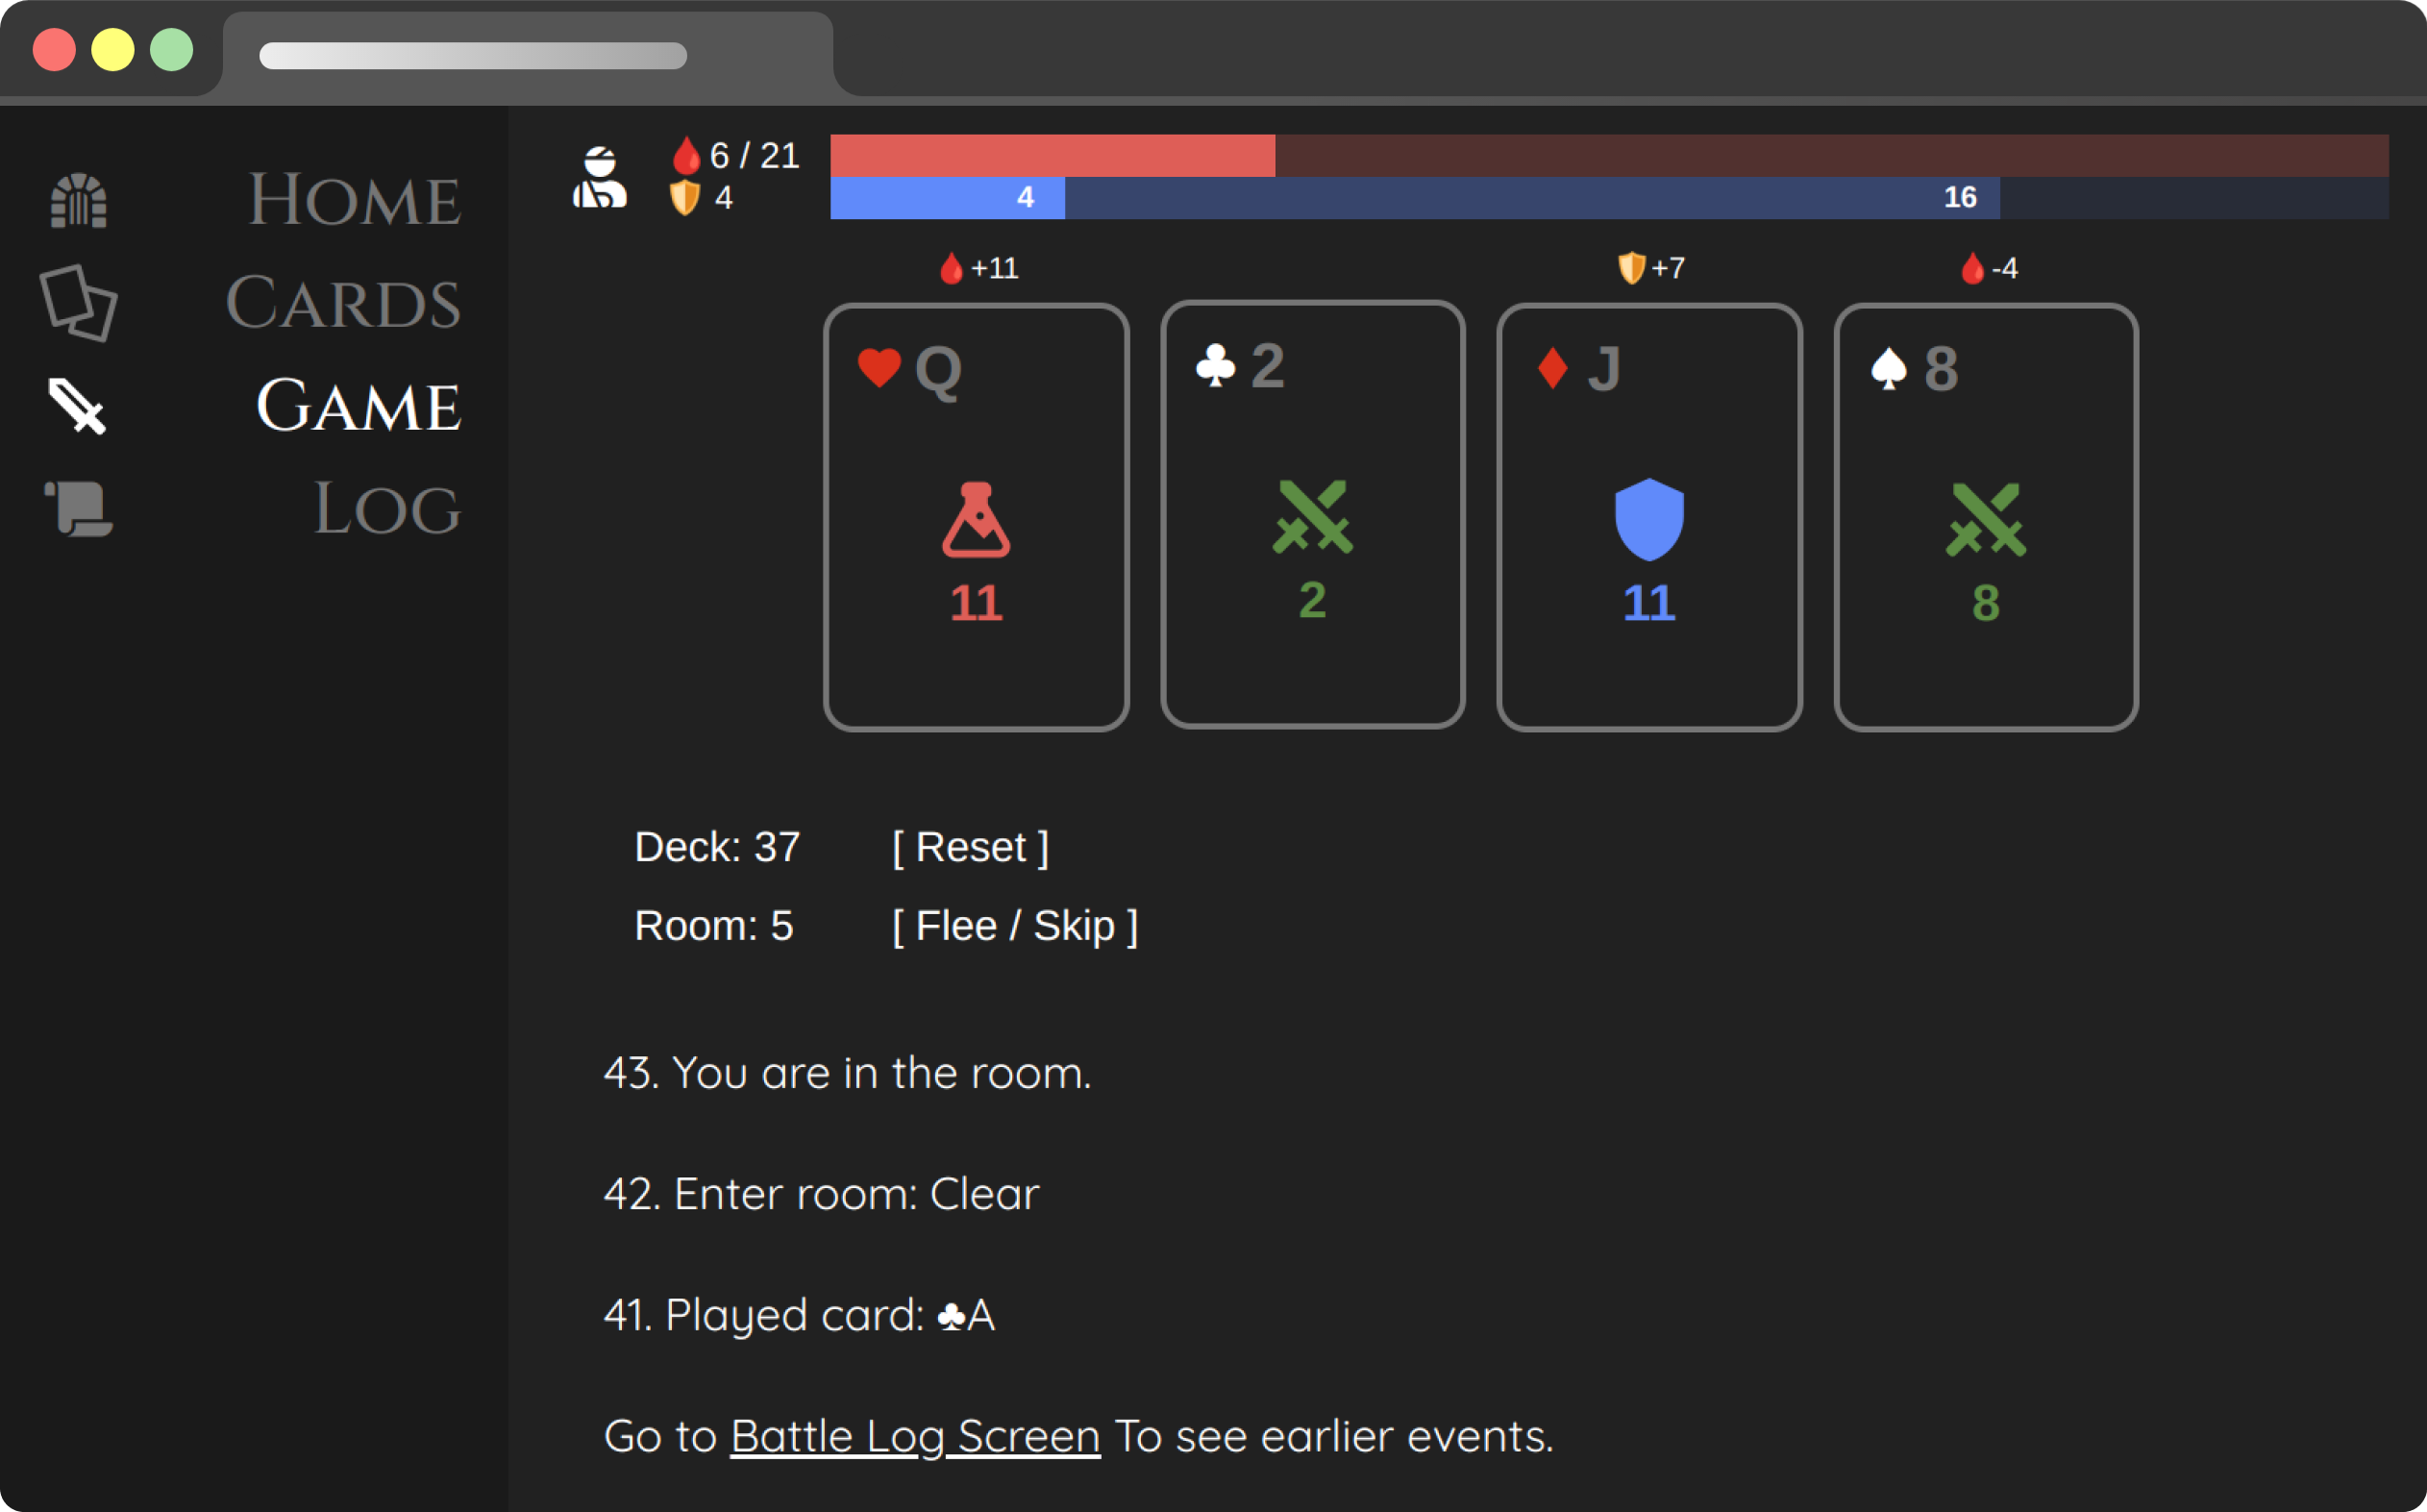 Home
Cards
Game
Log
6 / 21
4
4 16
+11 +7 -4
♥ Q ♣ 2 ♦ J ♠ 8
11 2 11 8
Deck: 37 [ Reset ]
Room: 5 [ Flee / Skip ]
43. You are in the room.
42. Enter room: Clear
41. Played card: ♣A
Go to Battle Log Screen To see earlier events.